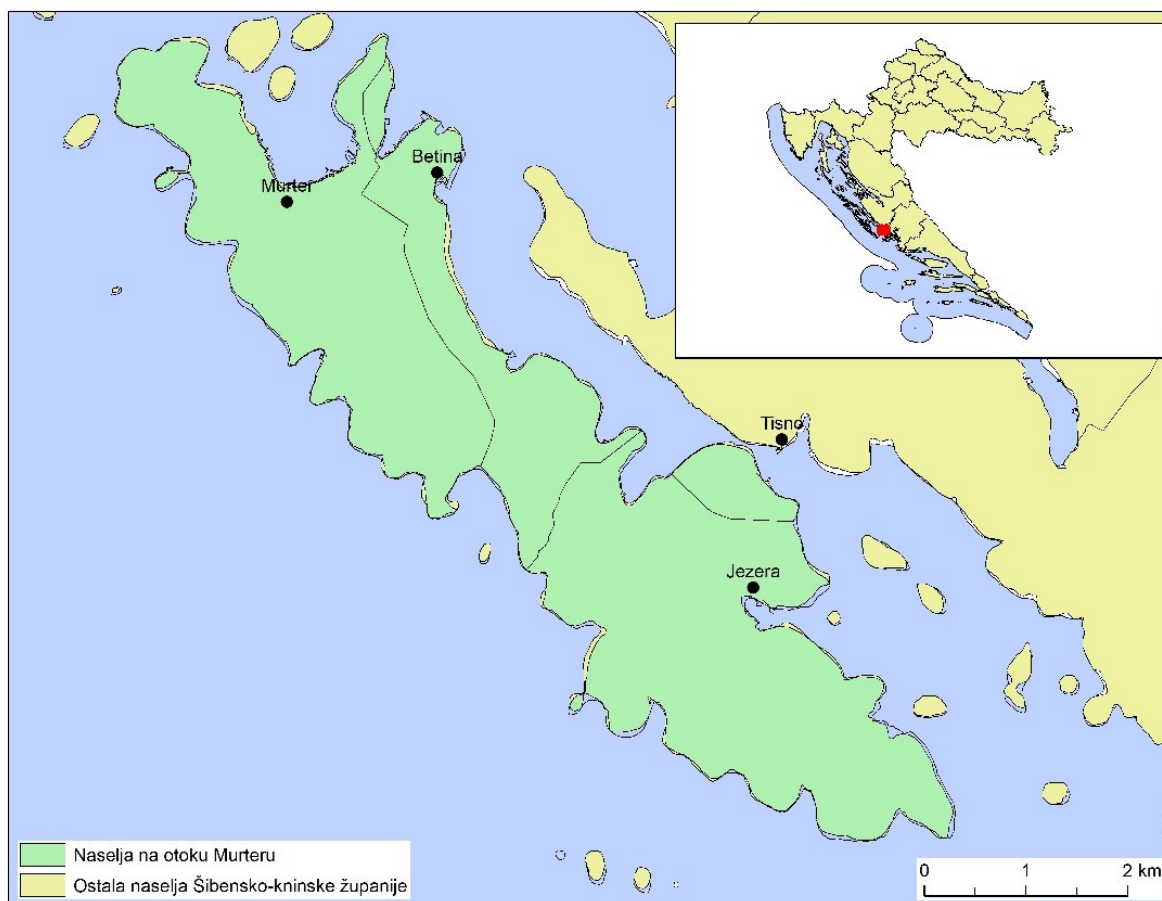 Murter
Betina
Tisno
Jezera
Naselja na otoku Murteru
Ostala naselja Šibensko-kninske županije
0 1 2 km